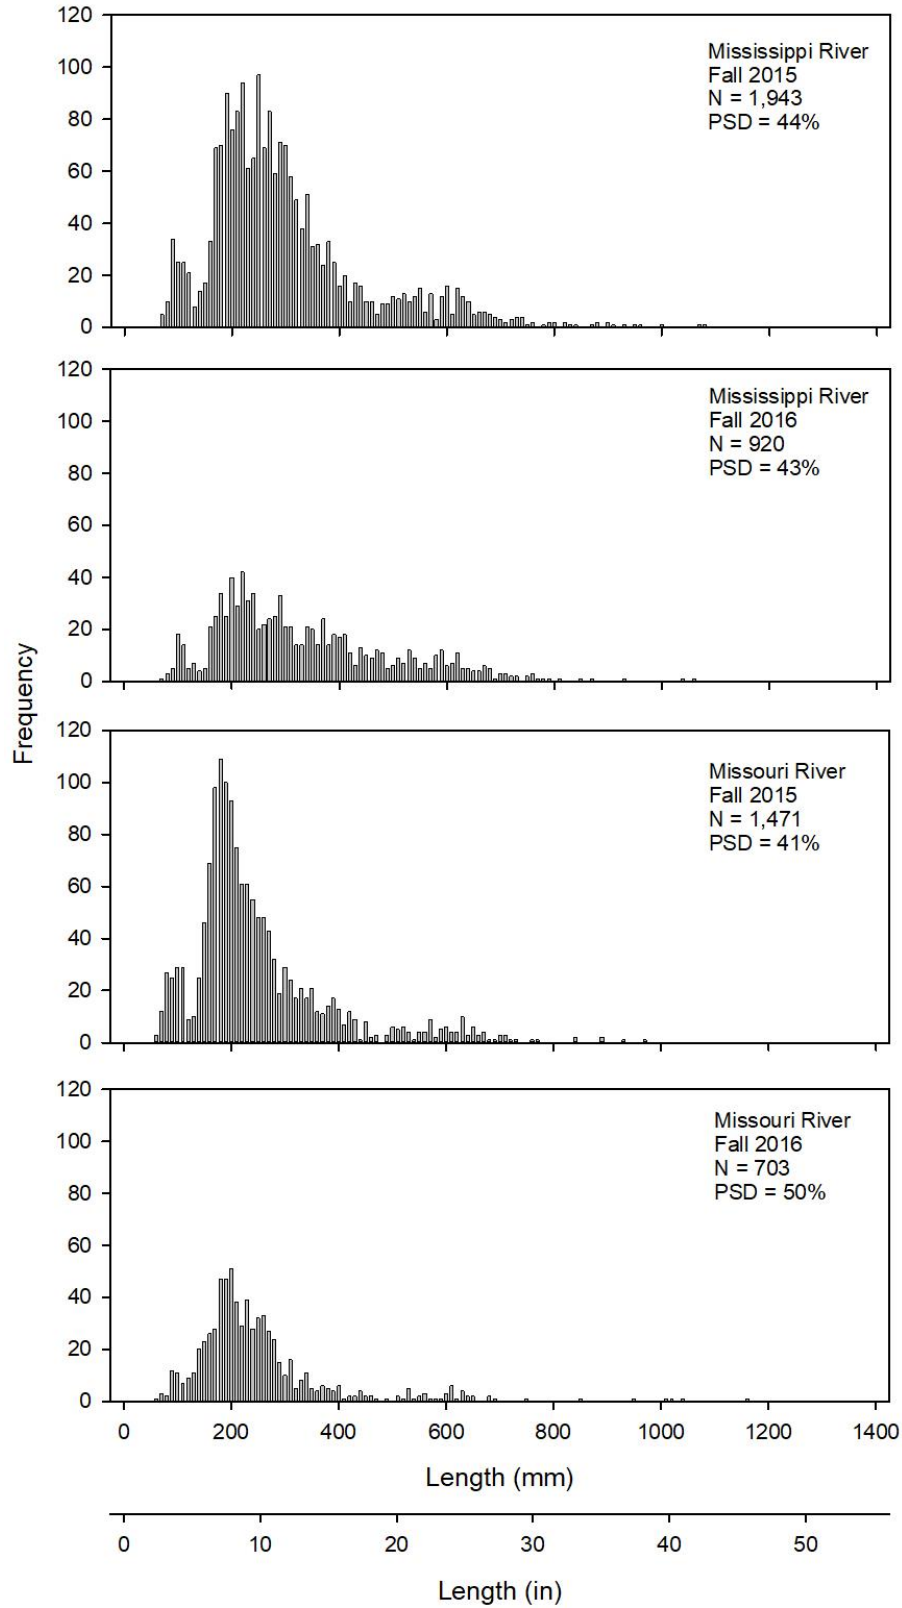 120
100
80
60
40
20
0
Mississippi River
Fall 2015
N = 1,943
PSD = 44%
120
100
80
60
40
20
0
Mississippi River
Fall 2016
N = 920
PSD = 43%
Frequency
120
100
80
60
40
20
0
Missouri River
Fall 2015
N = 1,471
PSD = 41%
120
100
80
60
40
20
0
Missouri River
Fall 2016
N = 703
PSD = 50%
0 200 400 600 800 1000 1200 1400
Length (mm)
0 10 20 30 40 50
Length (in)